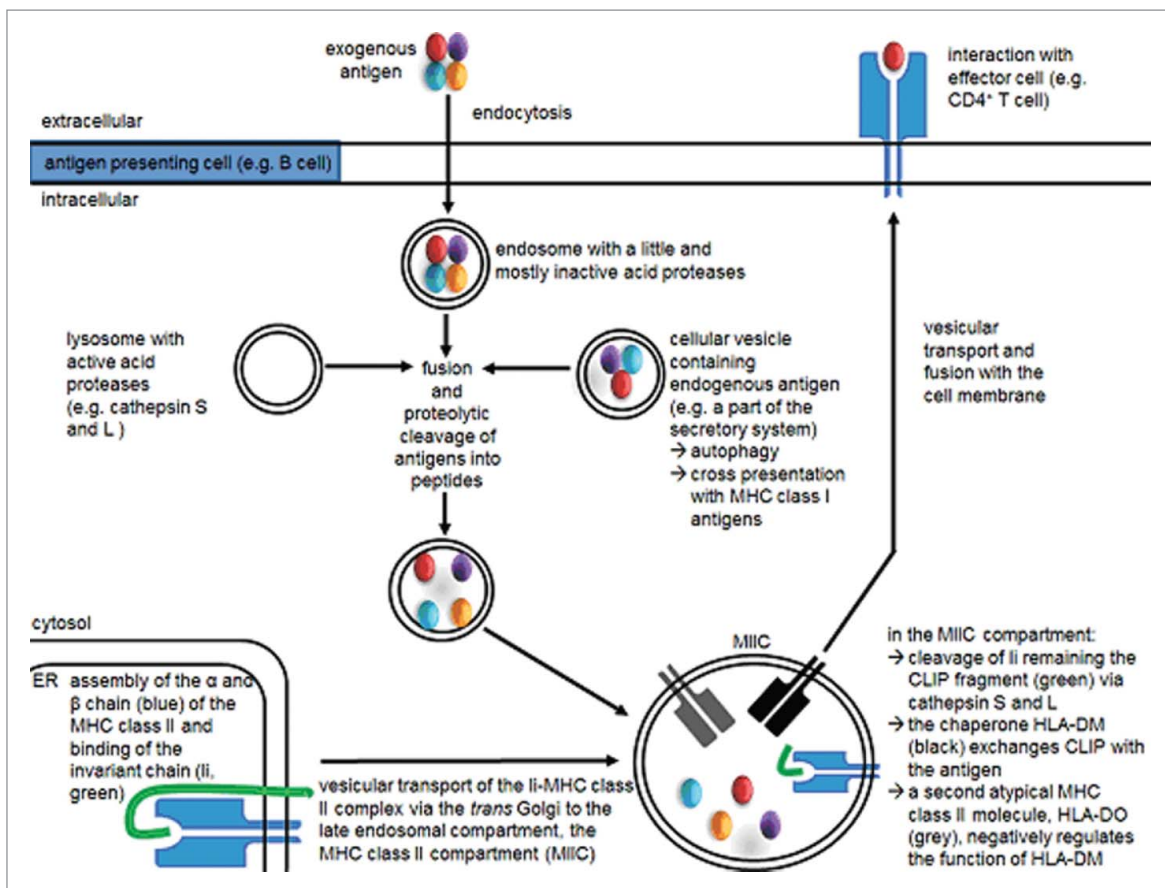 exogenous
antigen
endocytosis
interaction with
effector cell (e.g.
CD4⁺ T cell)
extracellular
antigen presenting cell (e.g. B cell)
intracellular
endosome with a little and
mostly inactive acid proteases
lysosome with
active acid
proteases
(e.g. cathepsin S
and L )
fusion
and
proteolytic
cleavage of
antigens into
peptides
cellular vesicle
containing
endogenous antigen
(e.g. a part of the
secretory system)
→ autophagy
→ cross presentation
with MHC class I
antigens
vesicular
transport and
fusion with the
cell membrane
cytosol
ER assembly of the α and
β chain (blue) of the
MHC class II and
binding of the
invariant chain (Ii,
green)
vesicular transport of the Ii-MHC class
II complex via the trans Golgi to the
late endosomal compartment, the
MHC class II compartment (MIIC)
MIIC
in the MIIC compartment:
→ cleavage of Ii remaining the
CLIP fragment (green) via
cathepsin S and L
→ the chaperone HLA-DM
(black) exchanges CLIP with
the antigen
→ a second atypical MHC
class II molecule, HLA-DO
(grey), negatively regulates
the function of HLA-DM